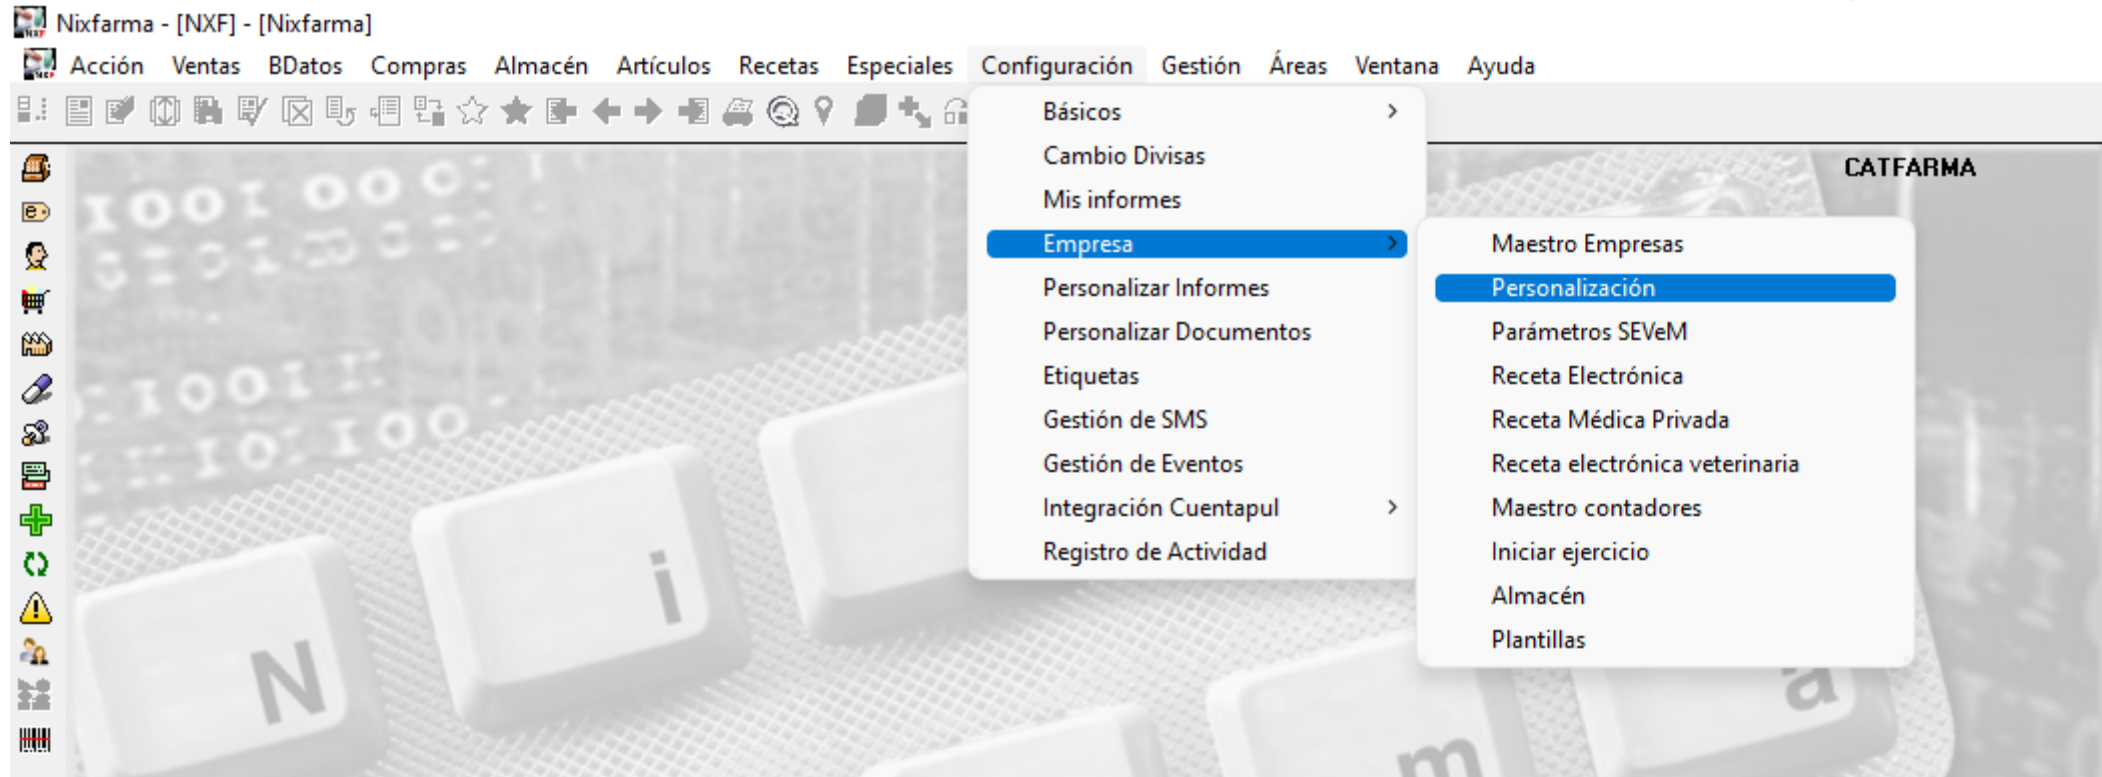 Nixfarma - [NXF] - [Nixfarma]
Acción Ventas BDatos Compras Almacén Artículos Recetas Especiales Configuración Gestión Áreas Ventana Ayuda
Básicos
Cambio Divisas
Mis informes
Empresa
Personalizar Informes
Personalizar Documentos
Etiquetas
Gestión de SMS
Gestión de Eventos
Integración Cuentapul
Registro de Actividad
CATFARMA
Maestro Empresas
Personalización
Parámetros SEVeM
Receta Electrónica
Receta Médica Privada
Receta electrónica veterinaria
Maestro contadores
Iniciar ejercicio
Almacén
Plantillas
N i m a